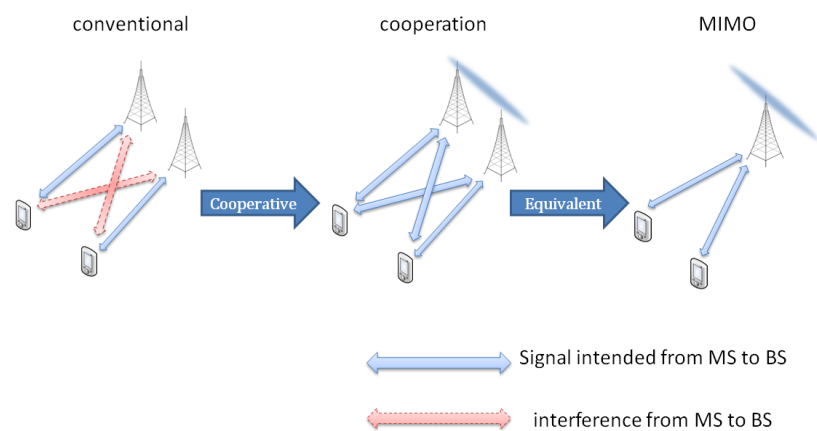 conventional
cooperation
MIMO
Cooperative
Equivalent
Signal intended from MS to BS
interference from MS to BS